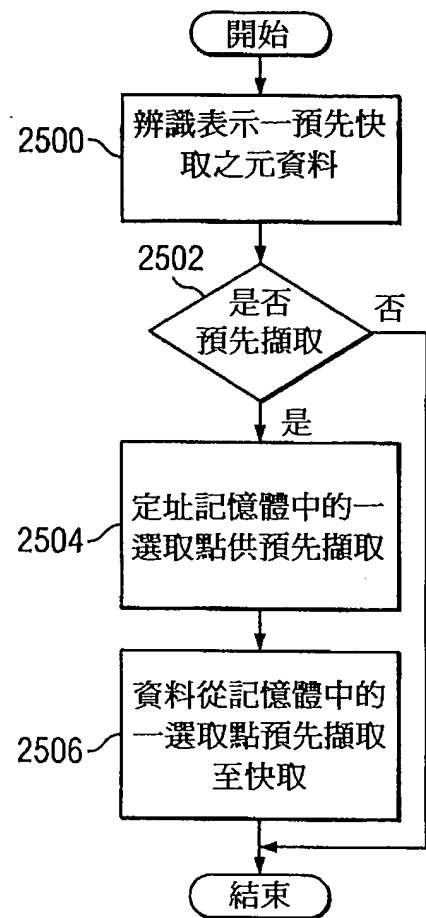 開始
2500
辨識表示一預先快
取之元資料
2502
是否
預先擷取
否
是
2504
定址記憶體中的一
選取點供預先擷取
2506
資料從記憶體中的
一選取點預先擷取
至快取
結束